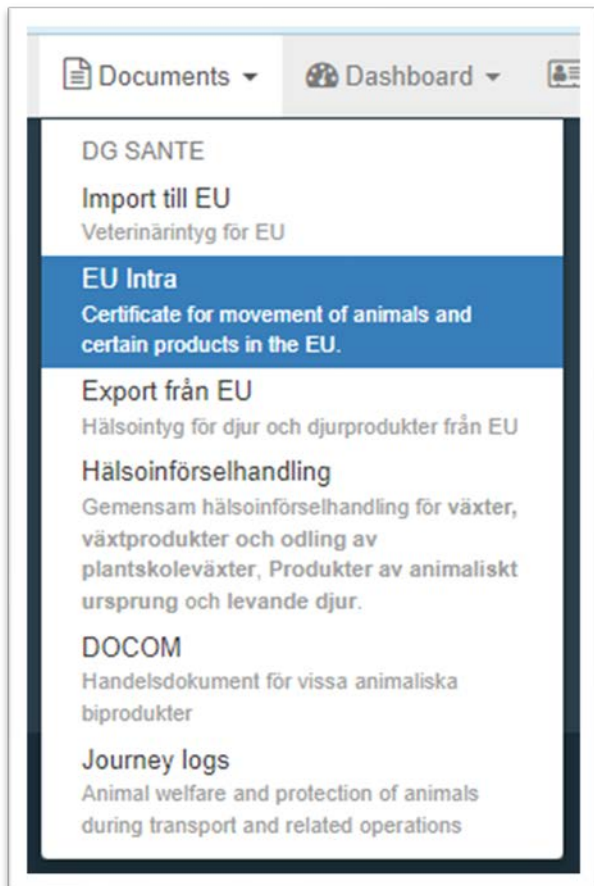 Documents Dashboard
DG SANTE
Import till EU
Veterinärintyg för EU
EU Intra
Certificate for movement of animals and
certain products in the EU.
Export från EU
Hälsointyg för djur och djurprodukter från EU
Hälsoinförselhandling
Gemensam hälsoinförselhandling för växter,
växtprodukter och odling av
plantskoleväxter, Produkter av animaliskt
ursprung och levande djur.
DOCOM
Handelsdokument för vissa animaliska
biprodukter
Journey logs
Animal welfare and protection of animals
during transport and related operations